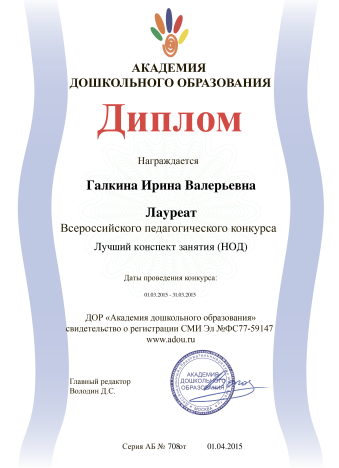 АКАДЕМИЯ
ДОШКОЛЬНОГО ОБРАЗОВАНИЯ
Диплом
Награждается
Галкина Ирина Валерьевна
Лауреат
Всероссийского педагогического конкурса
Лучший конспект занятия (НОД)
Даты проведения конкурса:
01.03.2015 - 31.03.2015
ДОР «Академия дошкольного образования»
свидетельство о регистрации СМИ Эл №ФС77-59147
www.adou.ru
АКАДЕМИЯ
ДОШКОЛЬНОГО
ОБРАЗОВАНИЯ
МОСКВА
Главный редактор
Володин Д.С.
Серия АБ № 708от 01.04.2015